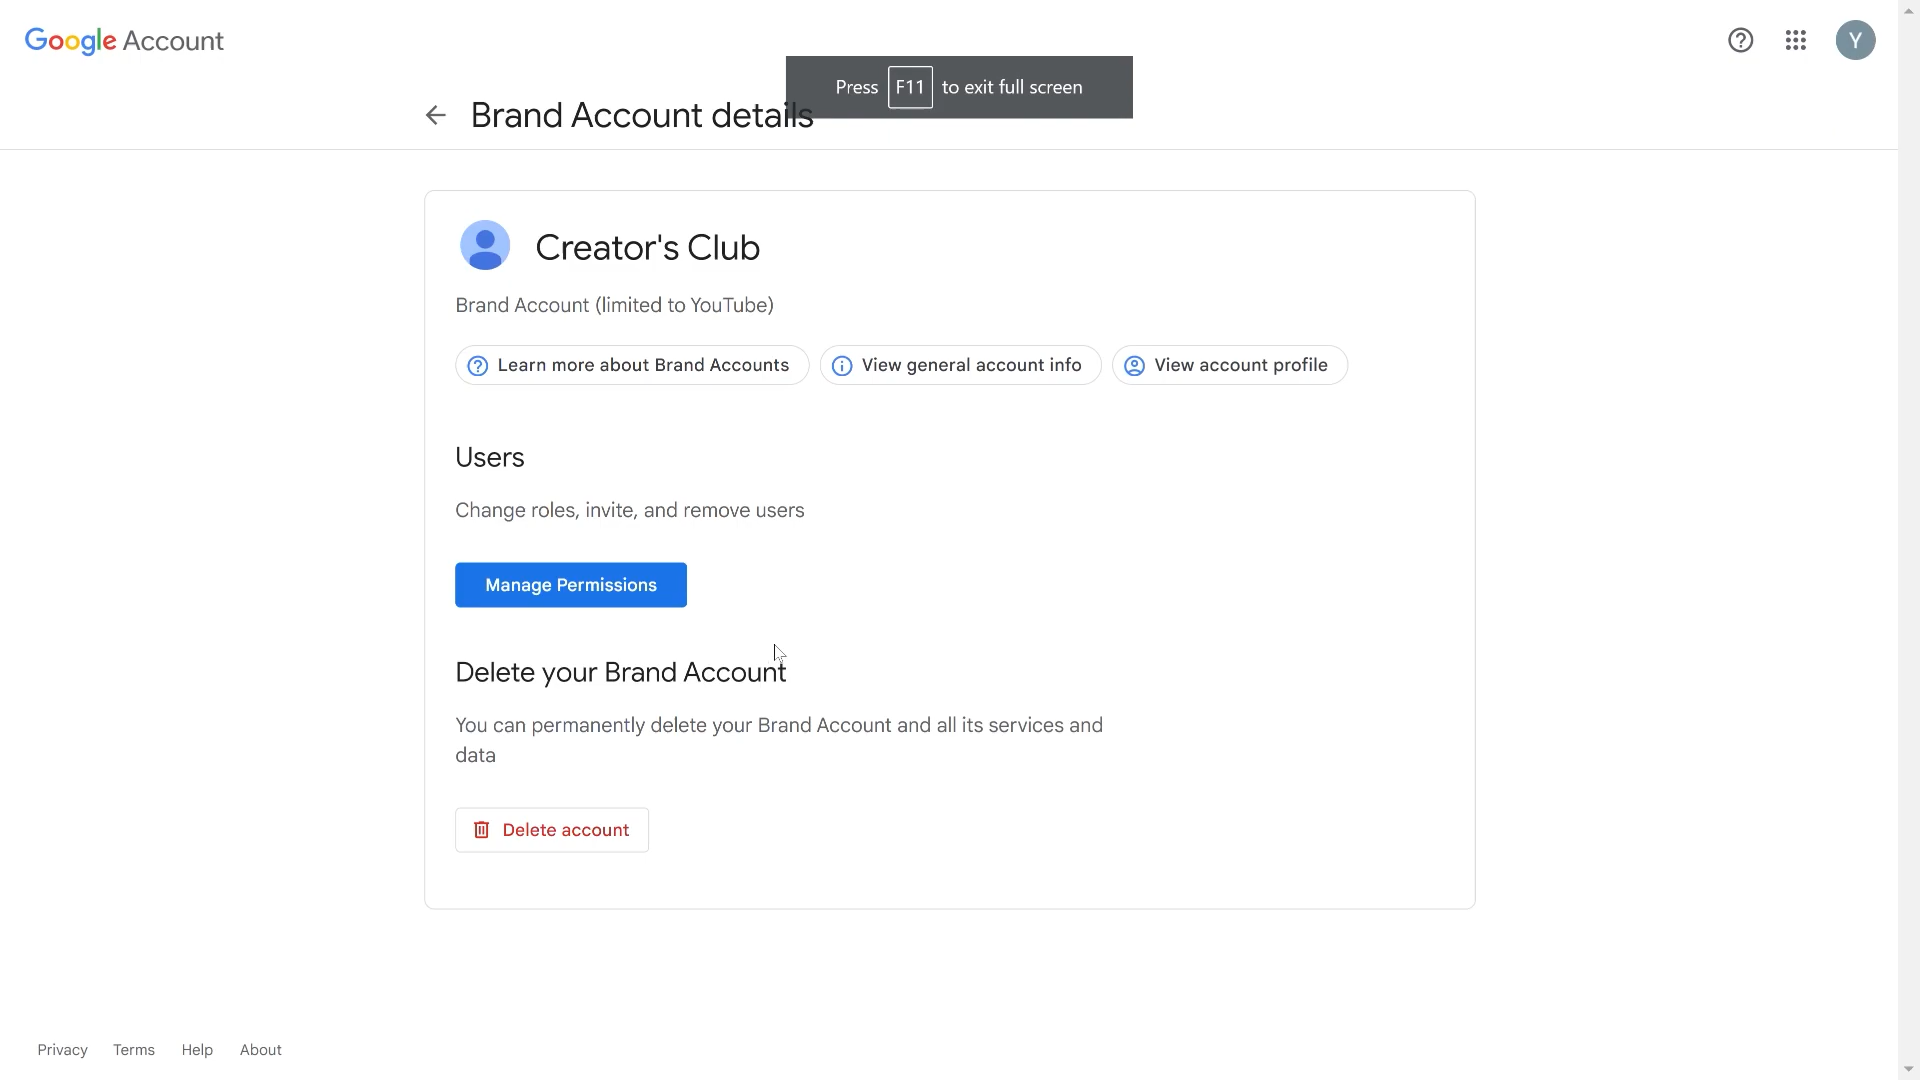 Google Account
Y
Press F11 to exit full screen
Brand Account details
Creator's Club
Brand Account (limited to YouTube)
Learn more about Brand Accounts
View general account info
View account profile
Users
Change roles, invite, and remove users
Manage Permissions
Delete your Brand Account
You can permanently delete your Brand Account and all its services and
data
Delete account
Privacy Terms Help About